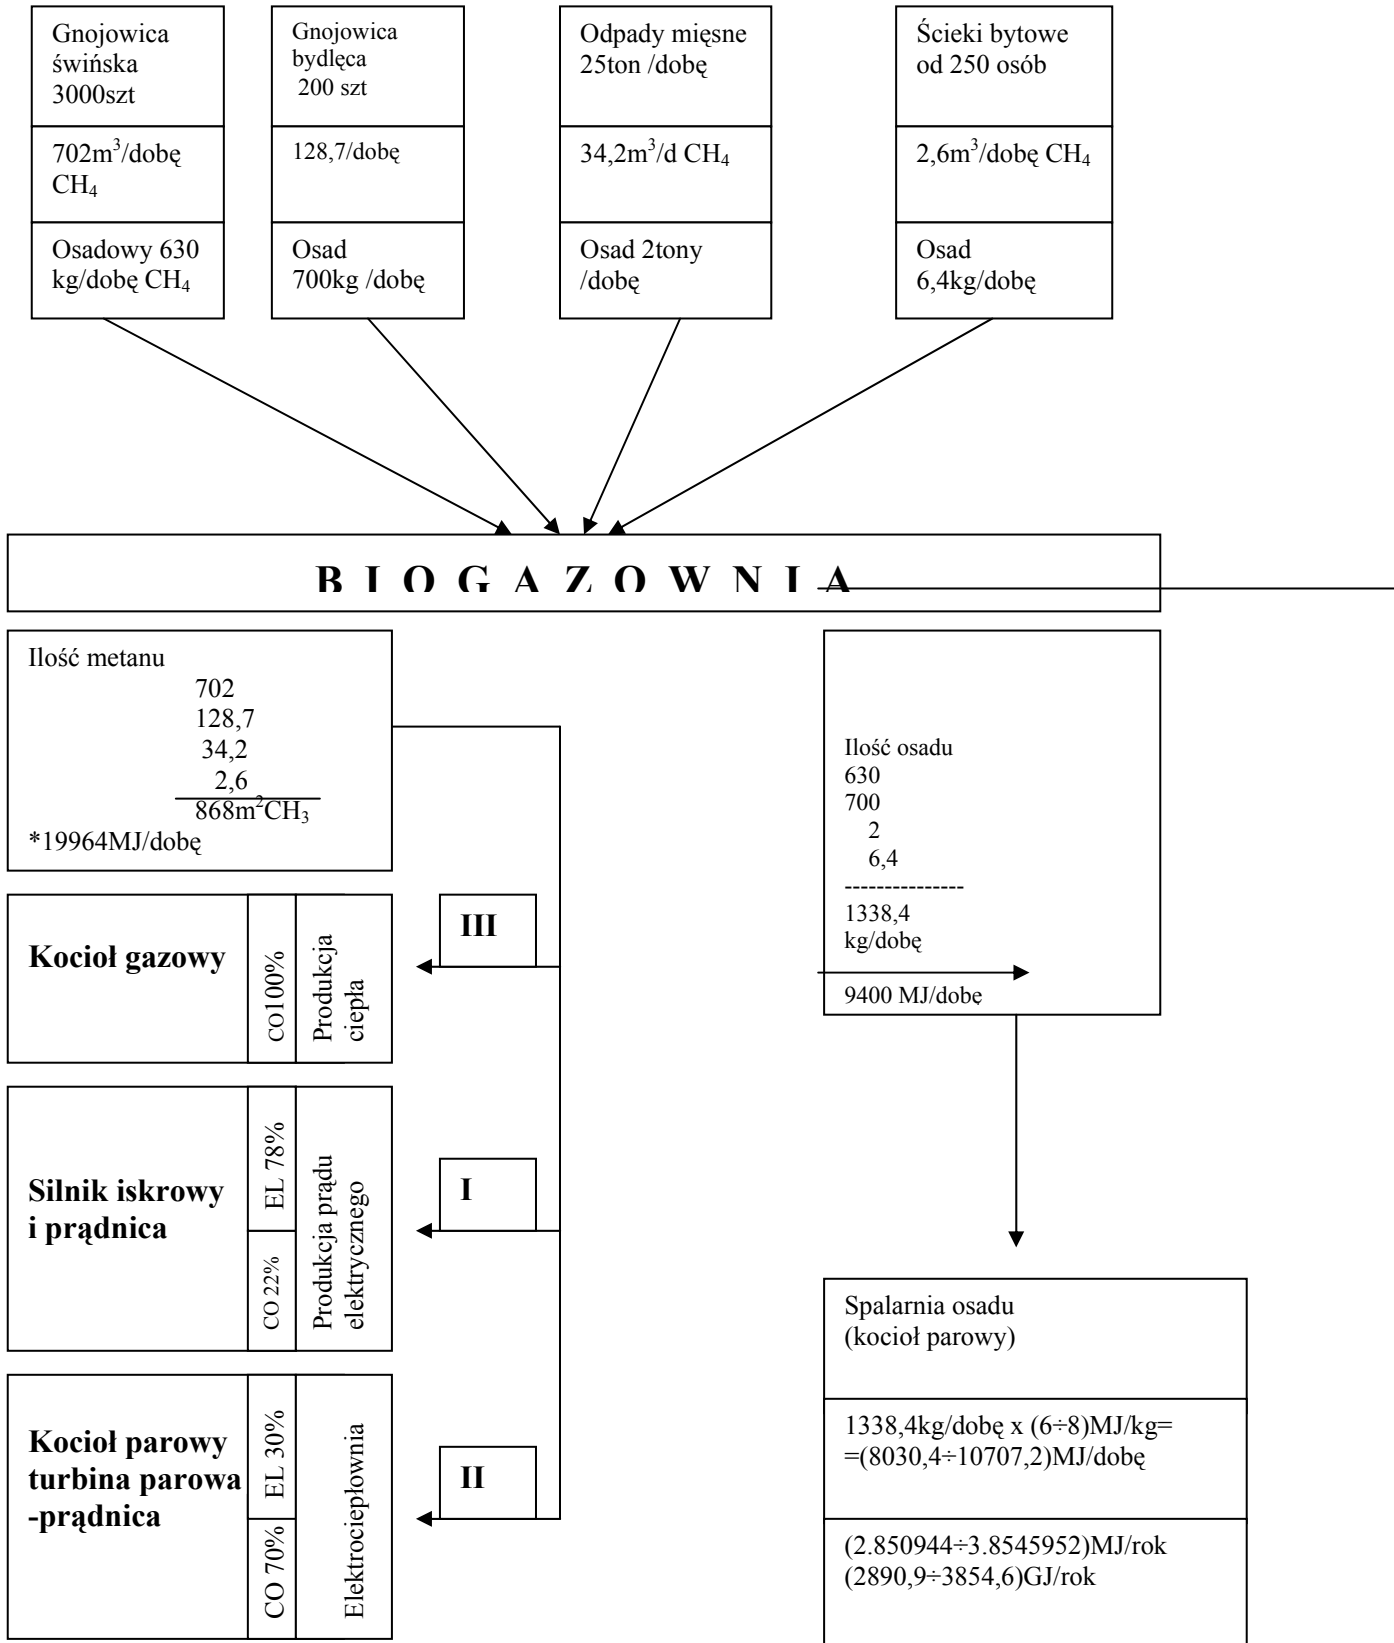 Gnojowica
świńska
3000szt
702m³/dobę
CH₄
Osadowy 630
kg/dobę CH₄
Gnojowica
bydlęca
200 szt
128,7/dobę
Osad
700kg /dobę
Odpady mięsne
25ton /dobę
34,2m³/d CH₄
Osad 2tony
/dobę
Ścieki bytowe
od 250 osób
2,6m³/dobę CH₄
Osad
6,4kg/dobę
B I O G A Z O W N I A
Ilość metanu
702
128,7
34,2
2,6
868m²CH₃
*19964MJ/dobę
Kocioł gazowy
CO100%
Produkcja
ciepła
III
Silnik iskrowy
i prądnica
EL 78%
CO 22%
Produkcja prądu
elektrycznego
I
Kocioł parowy
turbina parowa
-prądnica
EL 30%
CO 70%
Elektrociepłownia
II
Ilość osadu
630
700
2
6,4
---------------
1338,4
kg/dobę
9400 MJ/dobę
Spalarnia osadu
(kocioł parowy)
1338,4kg/dobę x (6÷8)MJ/kg=
=(8030,4÷10707,2)MJ/dobę
(2.850944÷3.8545952)MJ/rok
(2890,9÷3854,6)GJ/rok